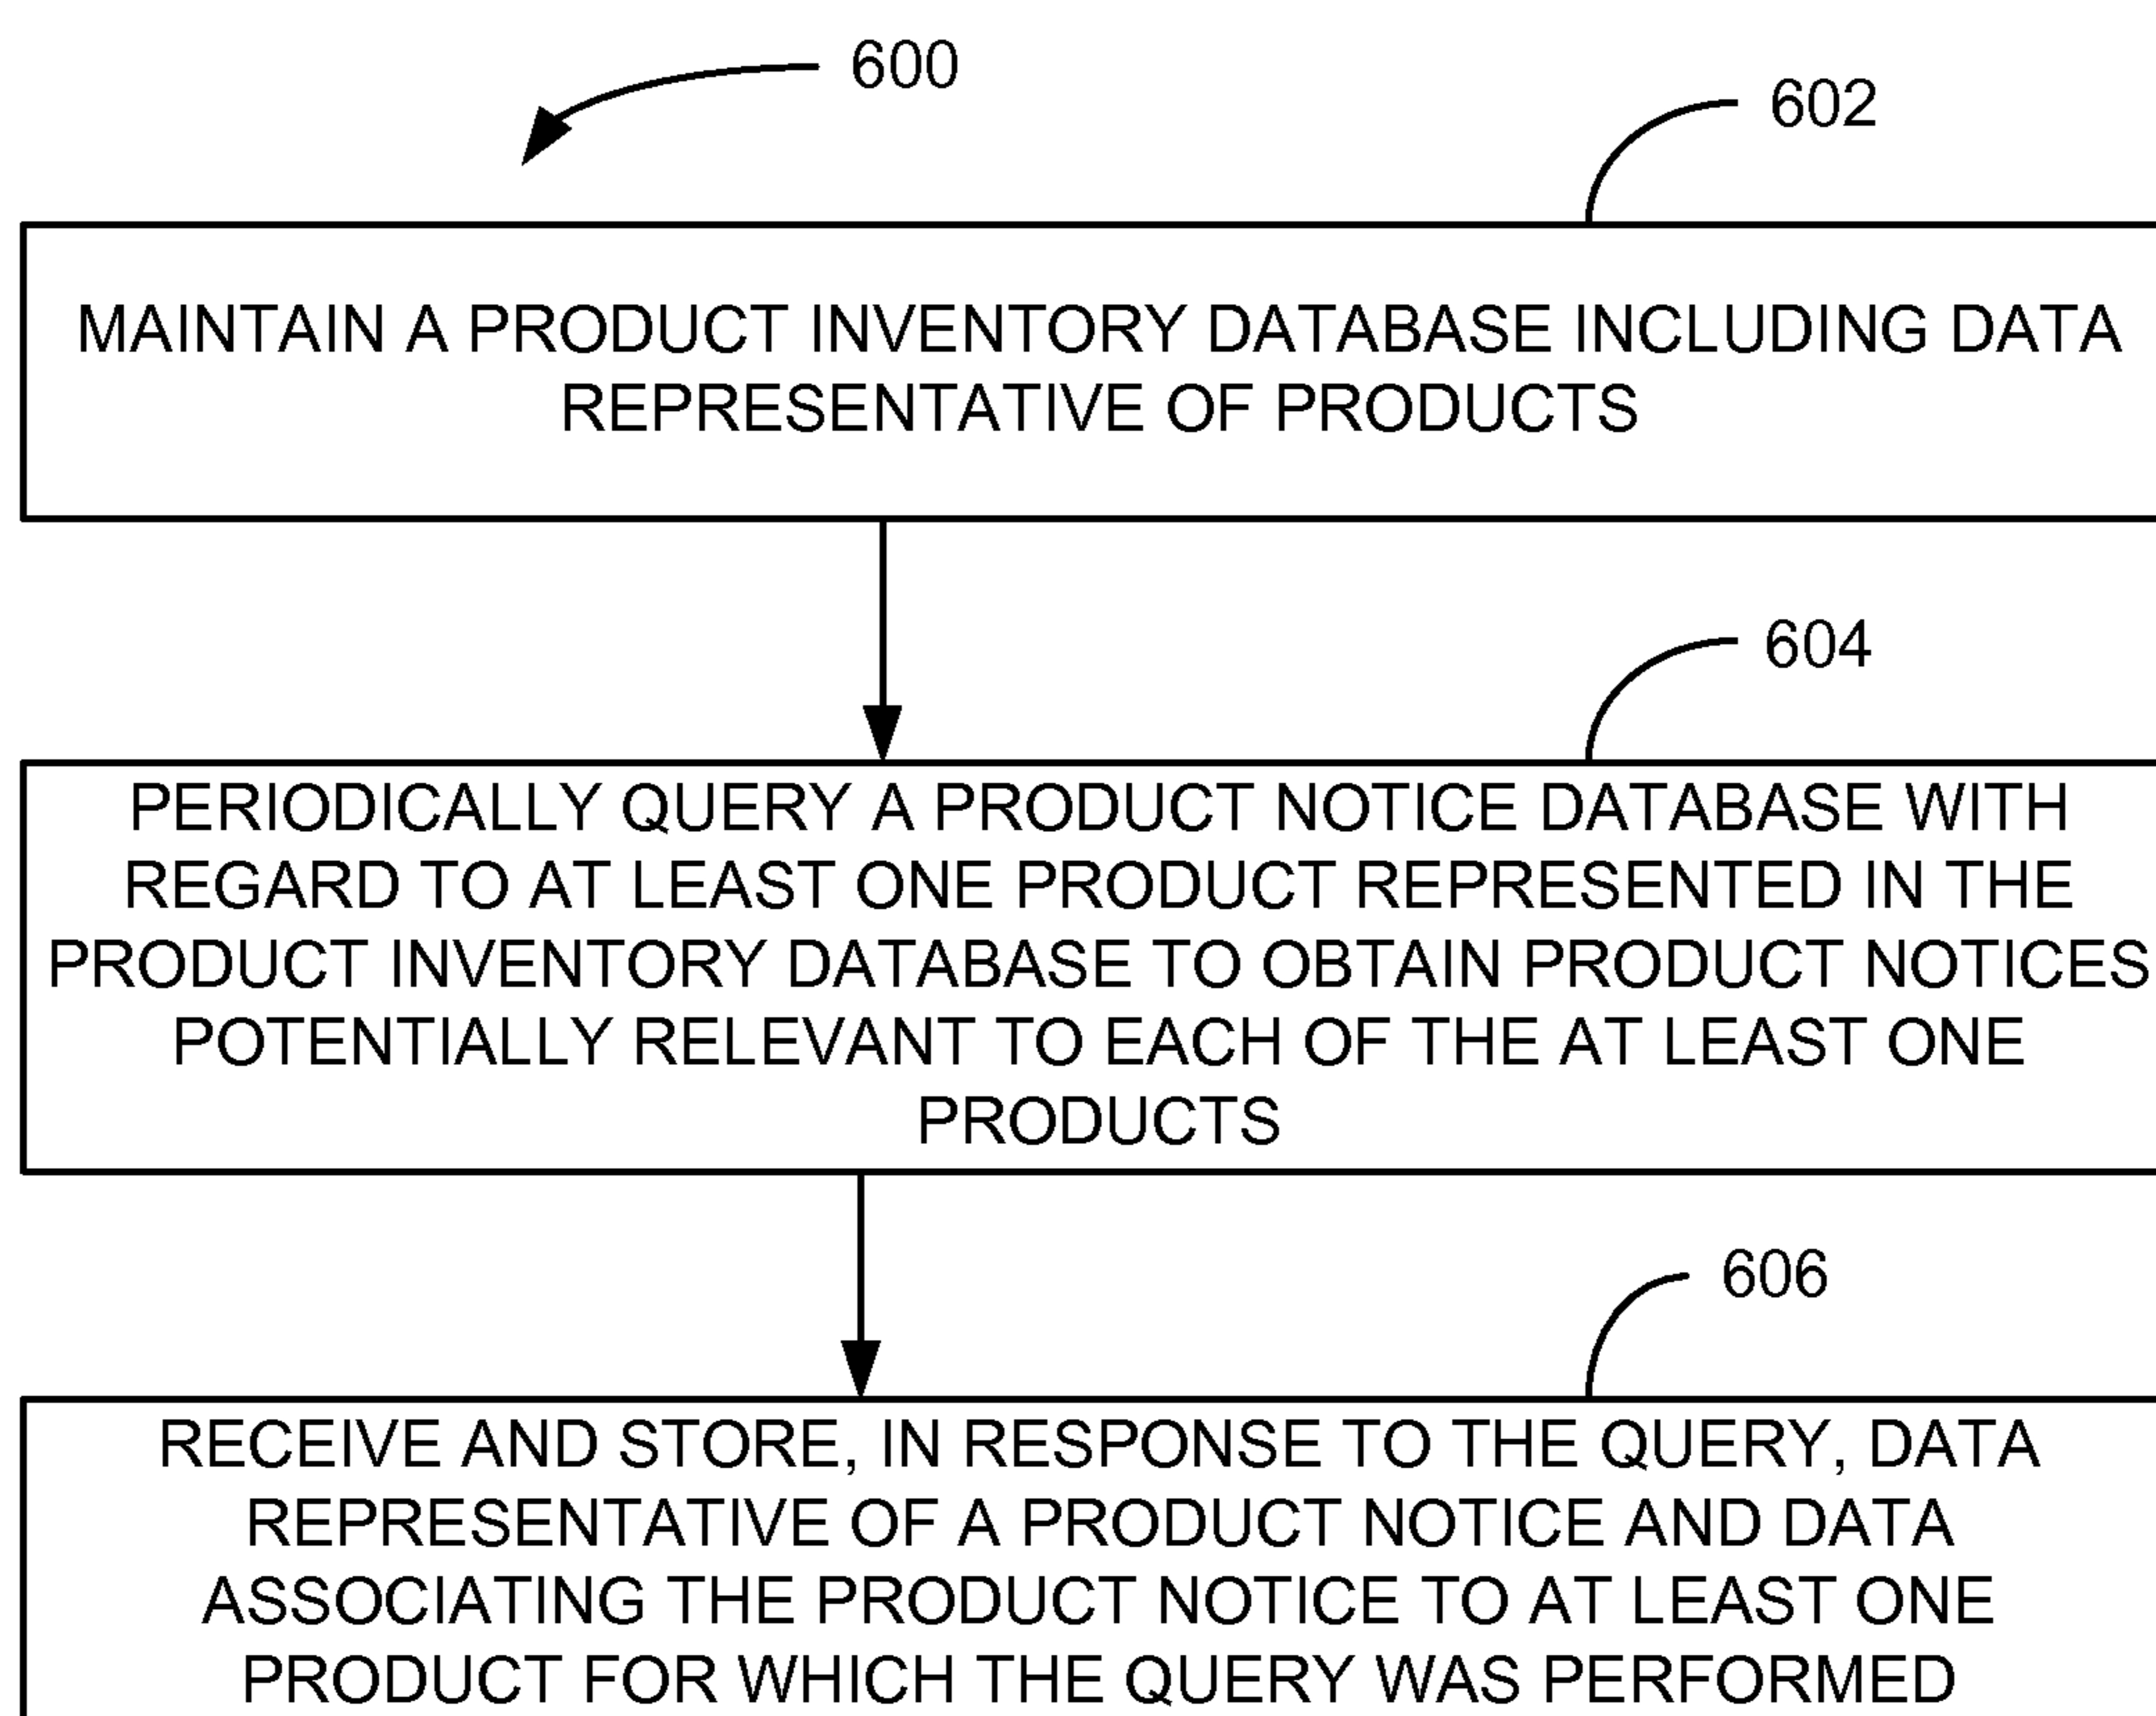 600
602
MAINTAIN A PRODUCT INVENTORY DATABASE INCLUDING DATA
REPRESENTATIVE OF PRODUCTS
604
PERIODICALLY QUERY A PRODUCT NOTICE DATABASE WITH
REGARD TO AT LEAST ONE PRODUCT REPRESENTED IN THE
PRODUCT INVENTORY DATABASE TO OBTAIN PRODUCT NOTICES
POTENTIALLY RELEVANT TO EACH OF THE AT LEAST ONE
PRODUCTS
606
RECEIVE AND STORE, IN RESPONSE TO THE QUERY, DATA
REPRESENTATIVE OF A PRODUCT NOTICE AND DATA
ASSOCIATING THE PRODUCT NOTICE TO AT LEAST ONE
PRODUCT FOR WHICH THE QUERY WAS PERFORMED